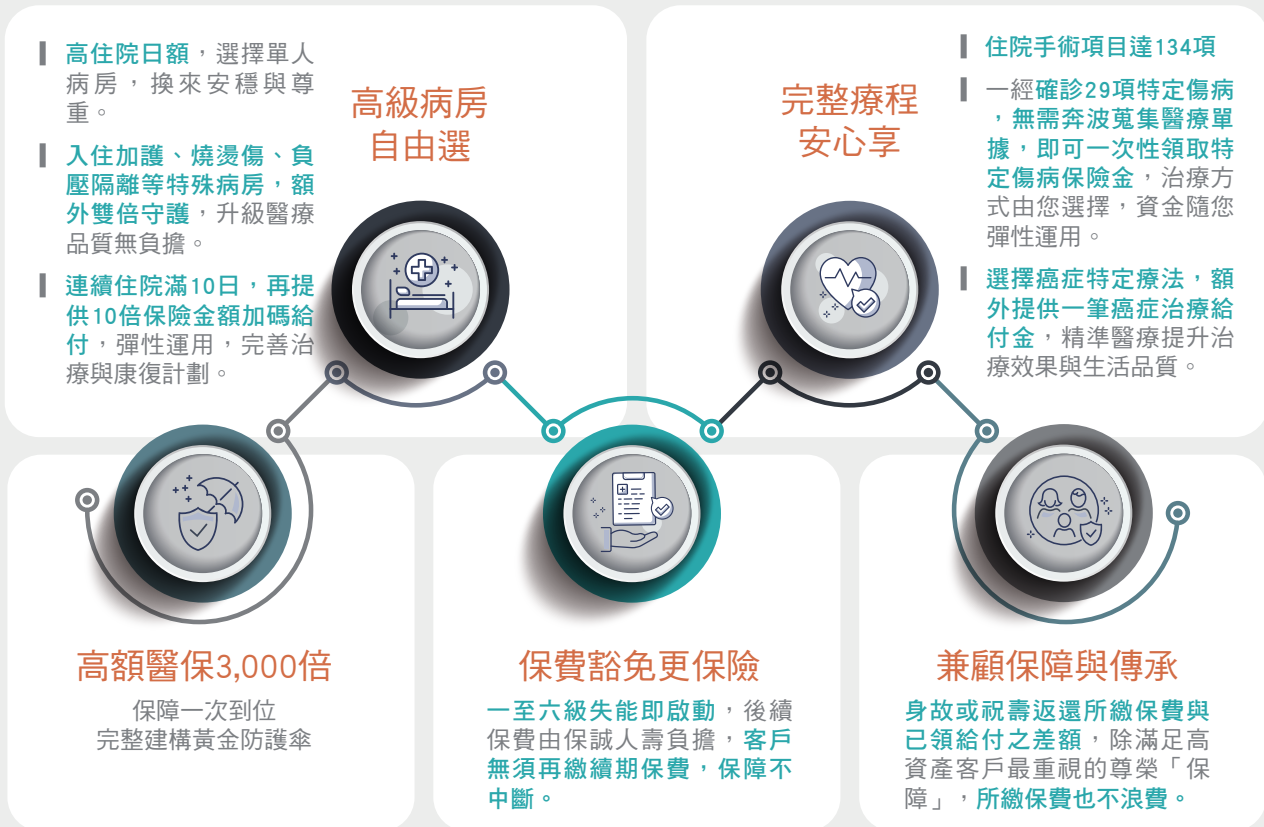 高級病房
自由選
高住院日額，選擇單人
病房，換來安穩與尊
重。
入住加護、燒燙傷、負
壓隔離等特殊病房，額
外雙倍守護，升級醫療
品質無負擔。
連續住院滿10日，再提
供10倍保險金額加碼給
付，彈性運用，完善治
療與康復計劃。
完整療程
安心享
住院手術項目達134項
一經確診29項特定傷病
，無需奔波蒐集醫療單
據，即可一次性領取特
定傷病保險金，治療方
式由您選擇，資金隨您
彈性運用。
選擇癌症特定療法，額
外提供一筆癌症治療給
付金，精準醫療提升治
療效果與生活品質。
高額醫保3,000倍
保障一次到位
完整建構黃金防護傘
保費豁免更保險
一至六級失能即啟動，後續
保費由保誠人壽負擔，客戶
無須再繳續期保費，保障不
中斷。
兼顧保障與傳承
身故或祝壽返還所繳保費與
已領給付之差額，除滿足高
資產客戶最重視的尊榮「保
障」，所繳保費也不浪費。